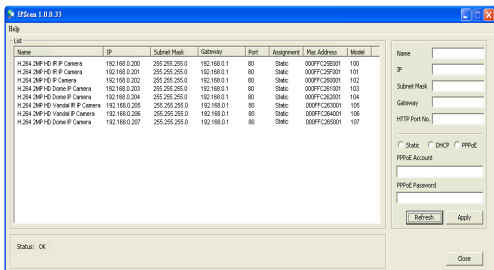 IPScan 1.0.0.33
Help
List
Name IP Subnet Mask Gateway Port Assignment Mac Address Model
H.264 2MP HD IR IP Camera 192.168.0.200 255.255.255.0 192.168.0.1 80 Static 000FFC25E001 100
H.264 2MP HD IR IP Camera 192.168.0.201 255.255.255.0 192.168.0.1 80 Static 000FFC25F001 101
H.264 2MP HD IP Camera 192.168.0.202 255.255.255.0 192.168.0.1 80 Static 000FFC260001 102
H.264 2MP HD Dome IP Camera 192.168.0.203 255.255.255.0 192.168.0.1 80 Static 000FFC261001 103
H.264 2MP HD Dome IP Camera 192.168.0.204 255.255.255.0 192.168.0.1 80 Static 000FFC262001 104
H.264 2MP HD Vandal IR IP Camera 192.168.0.205 255.255.255.0 192.168.0.1 80 Static 000FFC263001 105
H.264 2MP HD Vandal IP Camera 192.168.0.206 255.255.255.0 192.168.0.1 80 Static 000FFC264001 106
H.264 2MP HD Dome IP Camera 192.168.0.207 255.255.255.0 192.168.0.1 80 Static 000FFC265001 107
Name
IP
Subnet Mask
Gateway
HTTP Port No.
Static DHCP PPPoE
PPPoE Account
PPPoE Password
Refresh Apply
Status: OK
Close